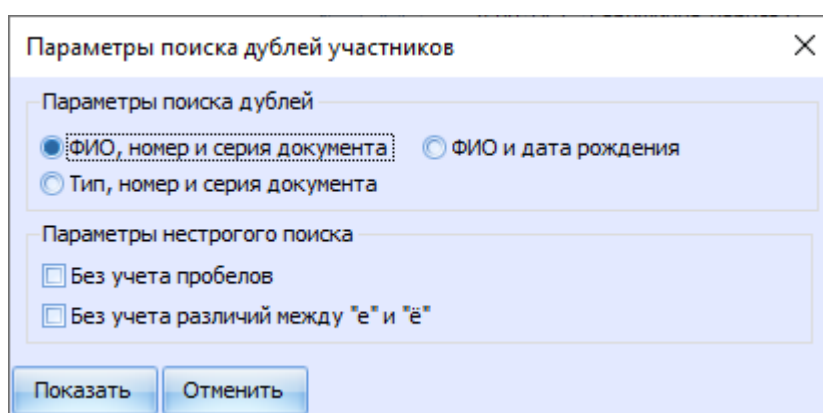 Параметры поиска дублей участников
Параметры поиска дублей
ФИО, номер и серия документа ФИО и дата рождения
Тип, номер и серия документа
Параметры нестрогого поиска
Без учета пробелов
Без учета различий между "е" и "ё"
Показать Отменить